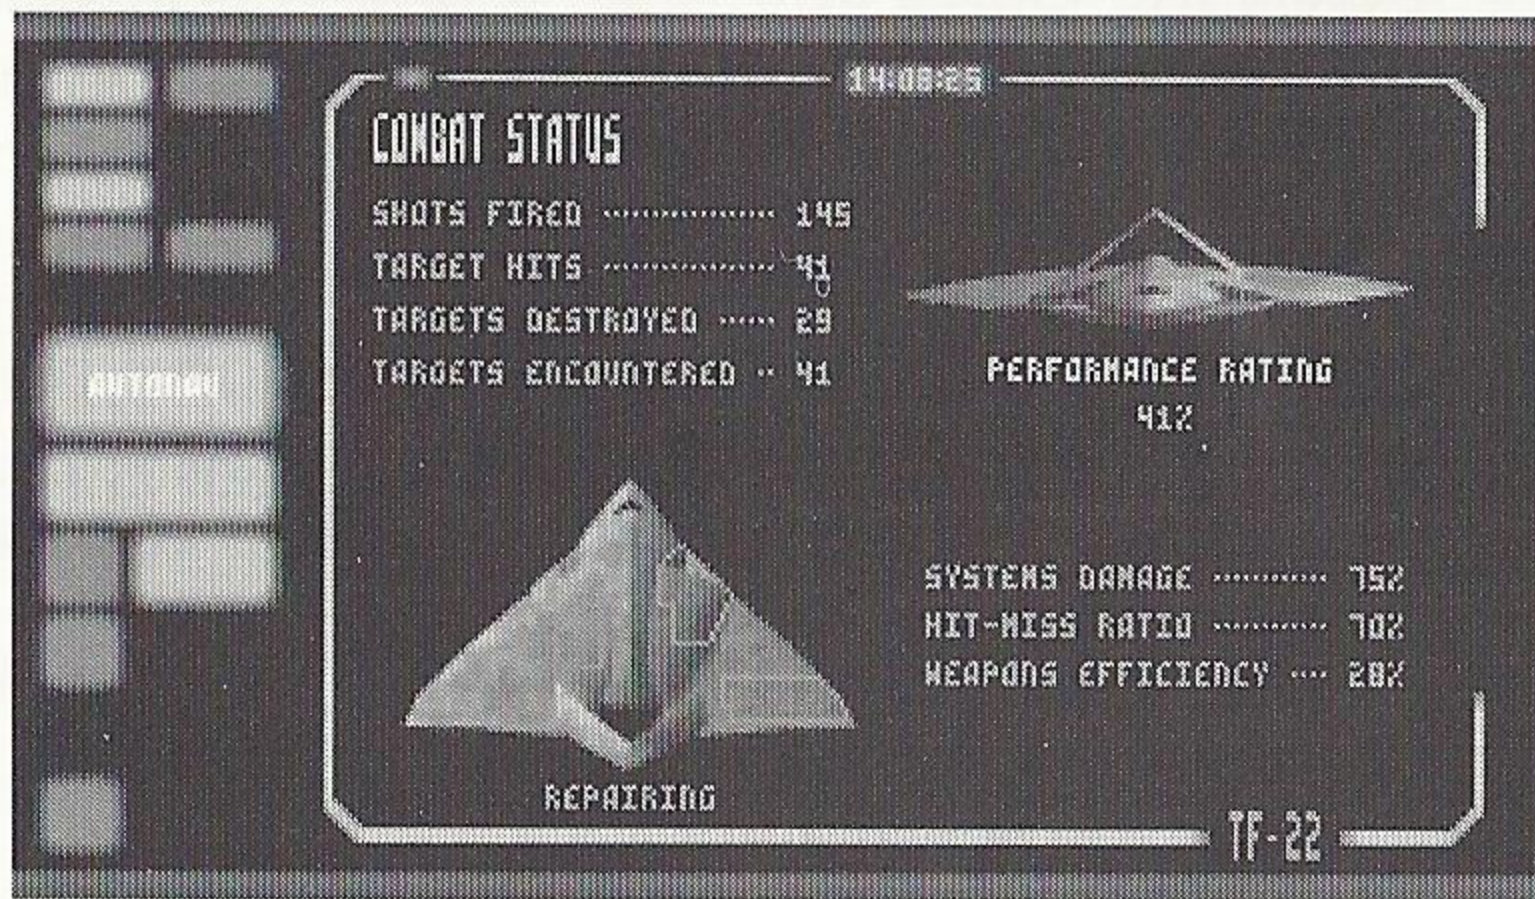 14:08:25
COMBAT STATUS
SHOTS FIRED ·················· 145
TARGET HITS ·················· 41
TARGETS DESTROYED ······ 29
TARGETS ENCOUNTERED ·· 41
AUTONAV
PERFORMANCE RATING
41%
SYSTEMS DAMAGE ············ 75%
HIT-MISS RATIO ············ 70%
WEAPONS EFFICIENCY ···· 28%
REPAIRING
TF-22